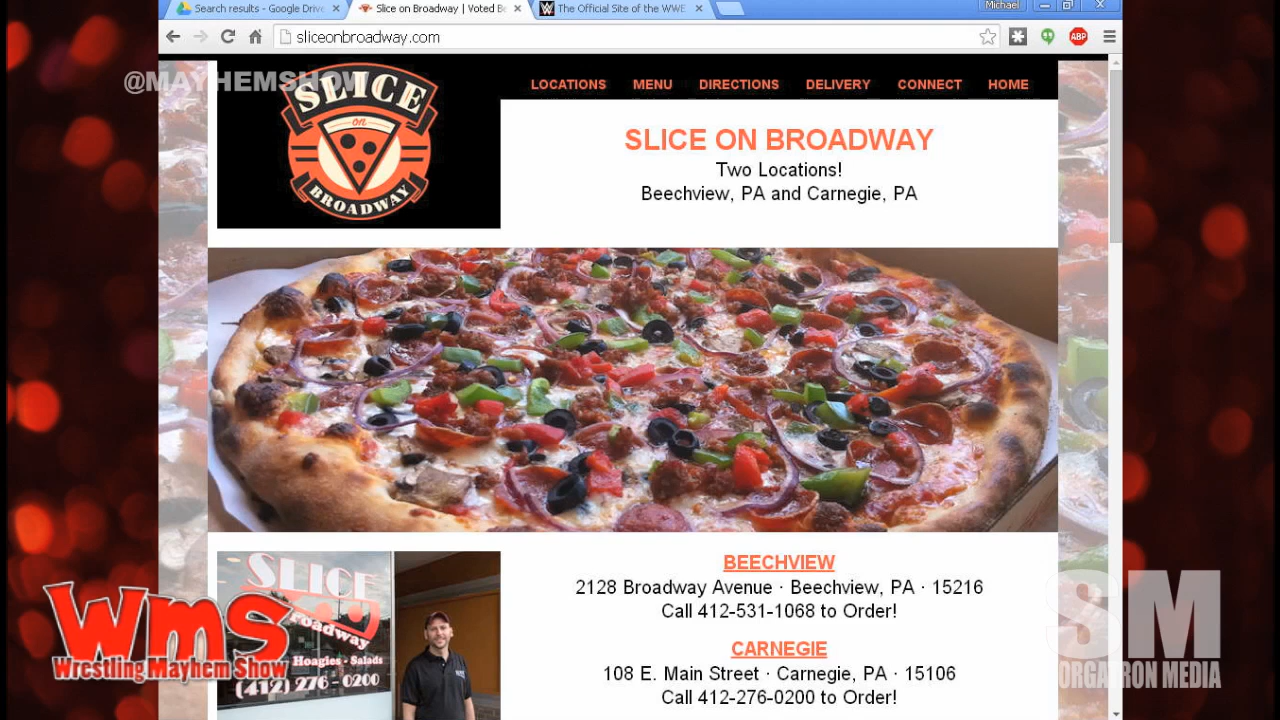 Search results - Google Drive
Slice on Broadway | Voted Be
The Official Site of the WWE
Michael
sliceonbroadway.com
ABP
@MAYHEMSHOW
SLICE
on
BROADWAY
LOCATIONS
MENU
DIRECTIONS
DELIVERY
CONNECT
HOME
SLICE ON BROADWAY
Two Locations!
Beechview, PA and Carnegie, PA
BEECHVIEW
2128 Broadway Avenue · Beechview, PA · 15216
Call 412-531-1068 to Order!
CARNEGIE
108 E. Main Street · Carnegie, PA · 15106
Call 412-276-0200 to Order!
SLICE
roadway
Hoagies - Salads
(412) 276-0200
WMS
Wrestling Mayhem Show
SM
ORGATRON MEDIA